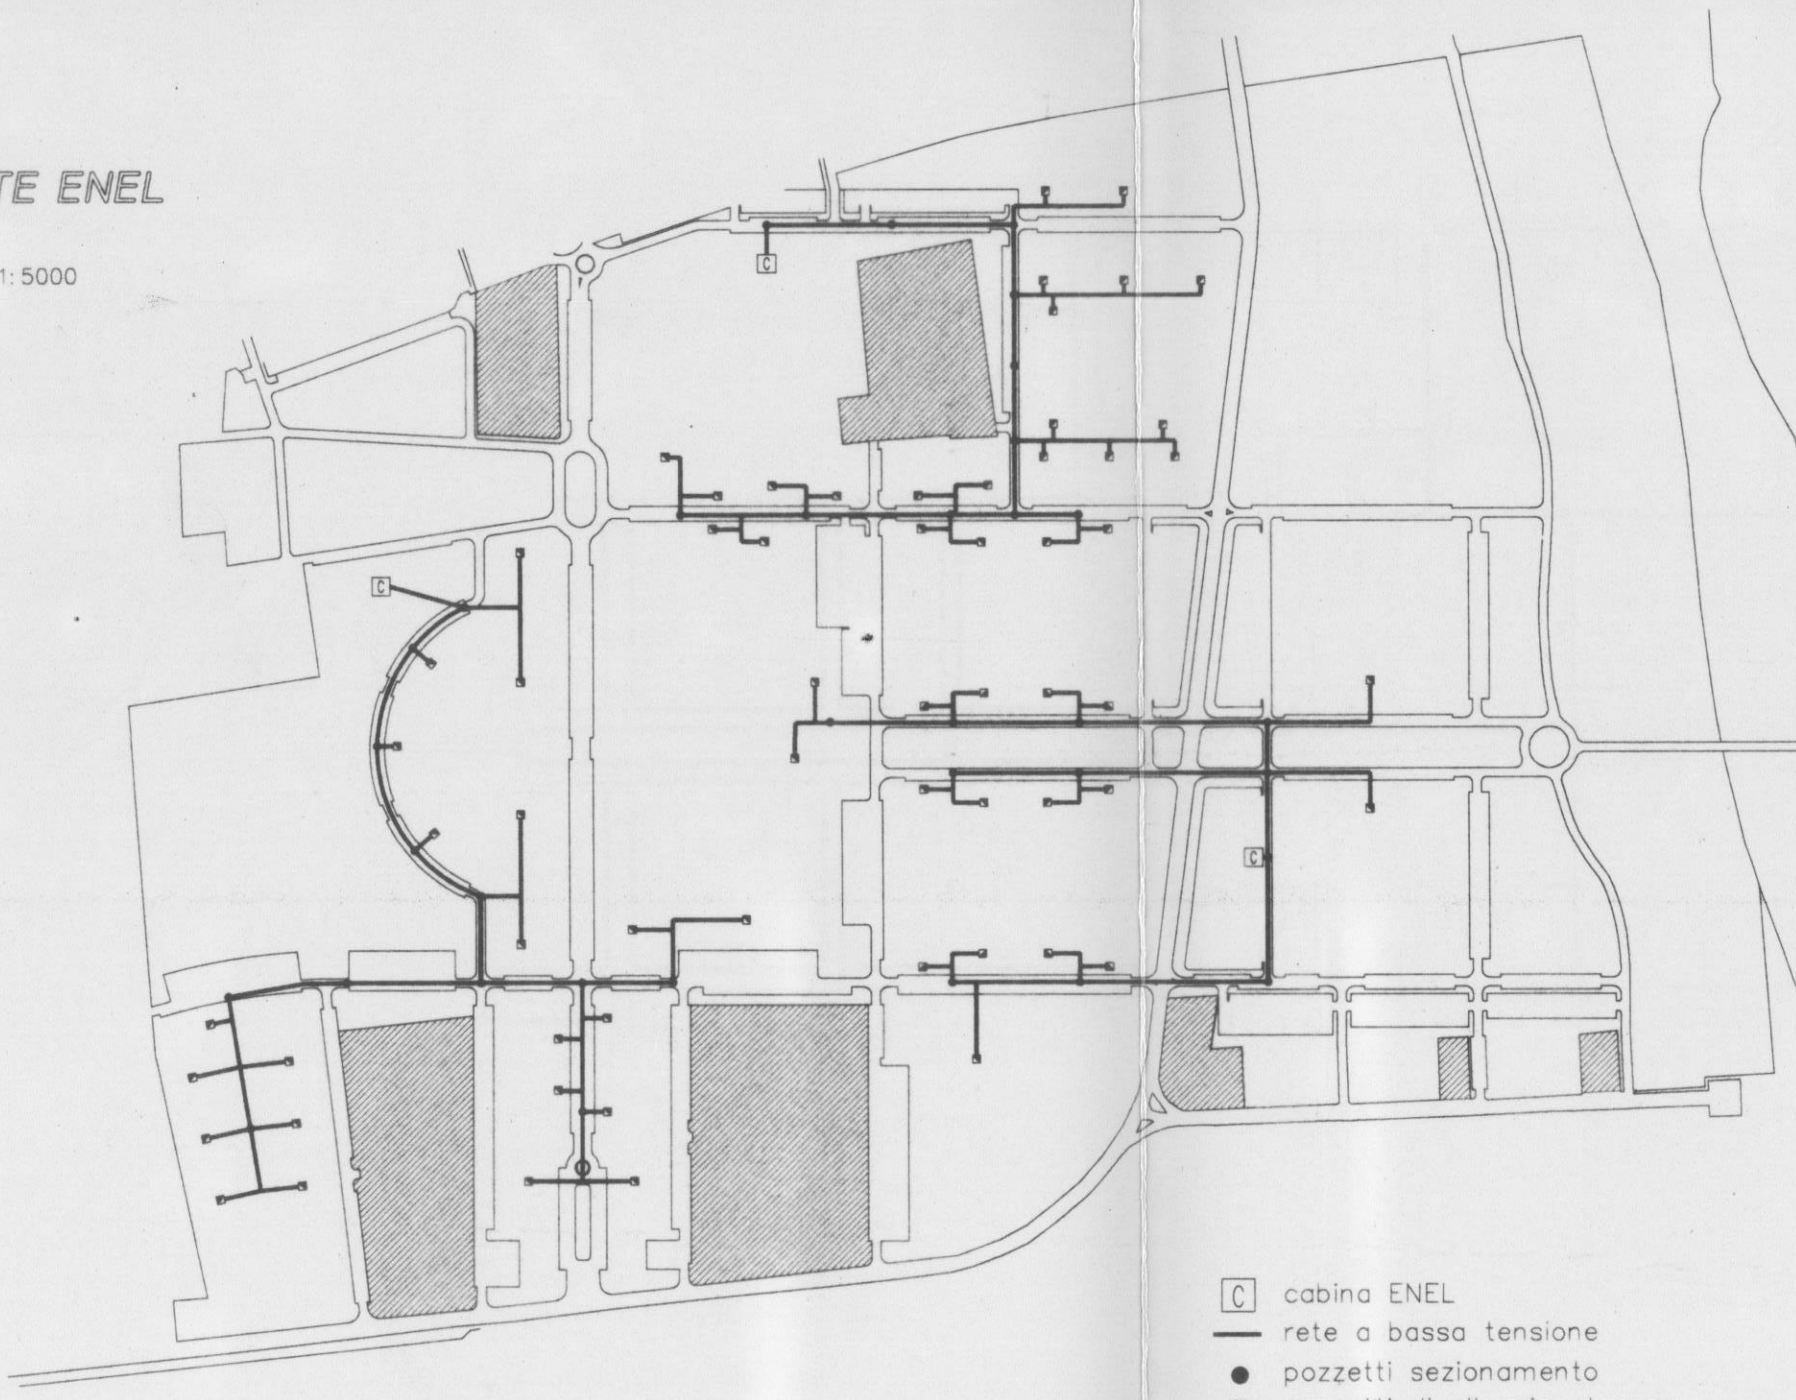 TE ENEL
1:5000
C
C
C
C cabina ENEL
rete a bassa tensione
pozzetti sezionamento